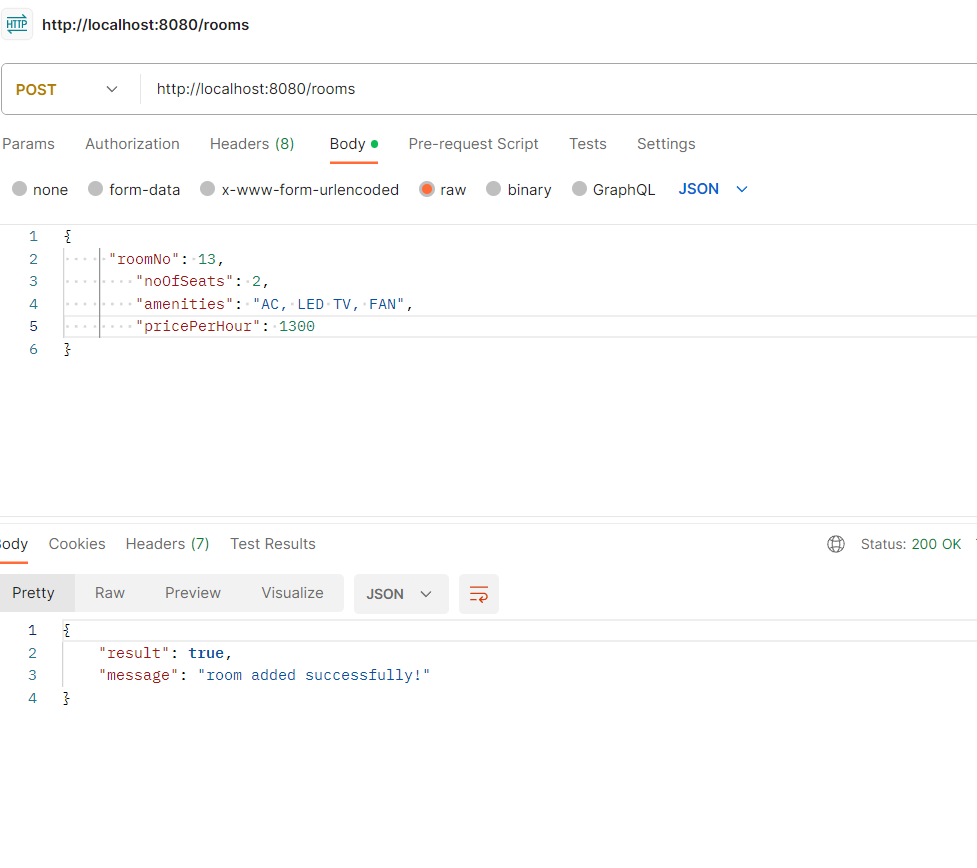 HTTP http://localhost:8080/rooms
POST http://localhost:8080/rooms
Params Authorization Headers (8) Body Pre-request Script Tests Settings
none form-data x-www-form-urlencoded raw binary GraphQL JSON
1 {
2 "roomNo": 13,
3 "noOfSeats": 2,
4 "amenities": "AC, LED TV, FAN",
5 "pricePerHour": 1300
6 }
Body Cookies Headers (7) Test Results Status: 200 OK
Pretty Raw Preview Visualize JSON
1 {
2 "result": true,
3 "message": "room added successfully!"
4 }